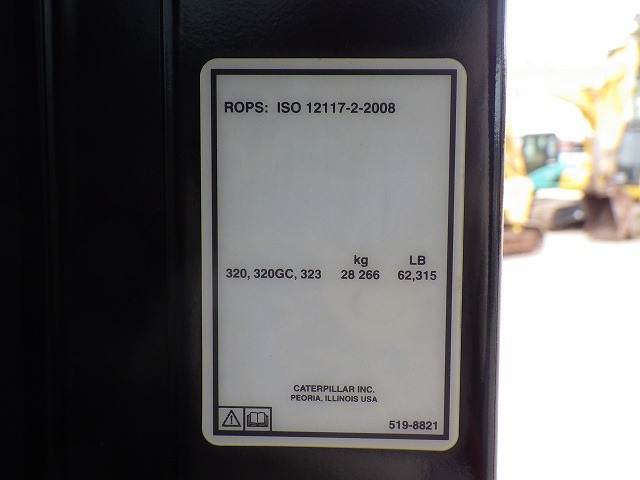 ROPS: ISO 12117-2-2008
kg LB
320, 320GC, 323 28 266 62,315
CATERPILLAR INC.
PEORIA, ILLINOIS USA
519-8821